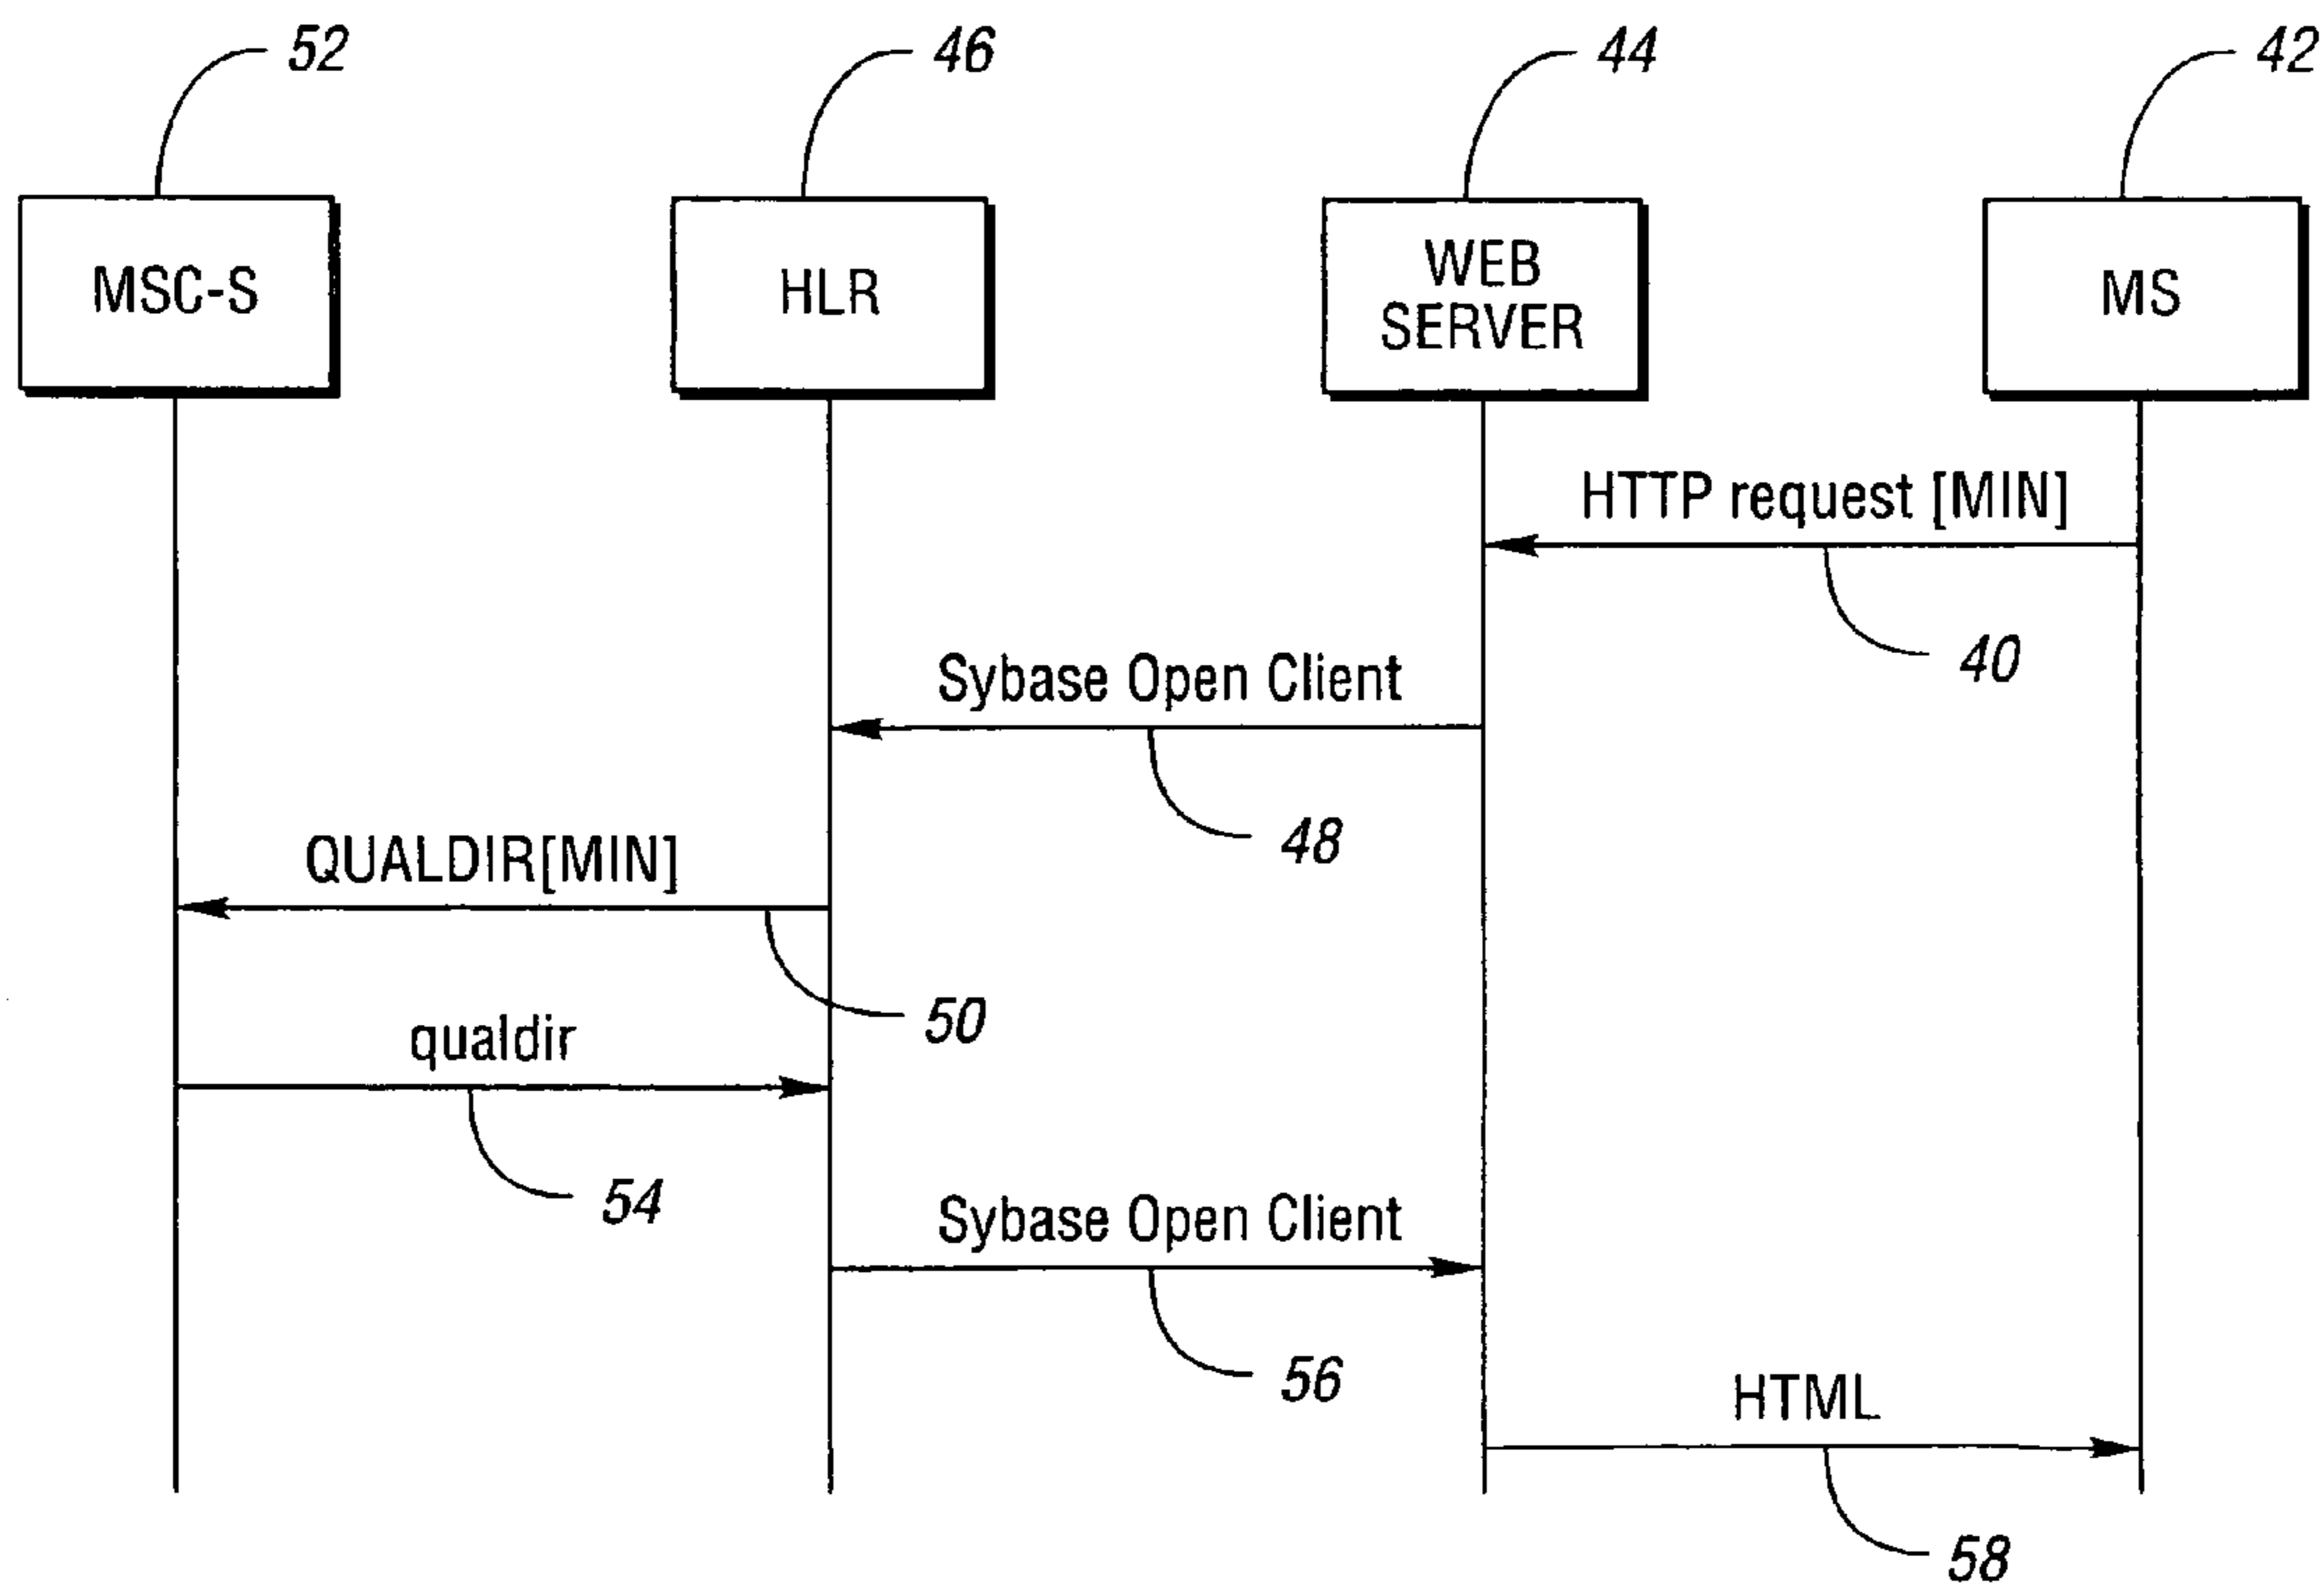 52
46
44
42
MSC-S
HLR
WEB
SERVER
MS
HTTP request [MIN]
40
Sybase Open Client
48
QUALDIR[MIN]
50
qualdir
54
Sybase Open Client
56
HTML
58